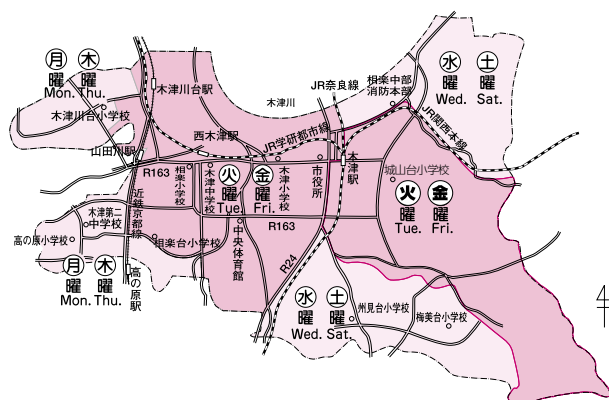 月曜 木曜
Mon. Thu.
木津川台駅
木津川台小学校
木津川
JR奈良線
相楽中部
消防本部
水曜 土曜
Wed. Sat.
山田川駅
西木津駅
JR学研都市線
JR関西本線
R163
相楽小学校
木津中学校
火曜 金曜
Tue. Fri.
木津小学校
市役所
木津駅
城山台小学校
火曜 金曜
Tue. Fri.
木津第二
中学校
近鉄京都線
高の原小学校
相楽台小学校
中央体育館
R163
R24
月曜 木曜
Mon. Thu.
高の原駅
水曜 土曜
Wed. Sat.
州見台小学校
梅美台小学校
4